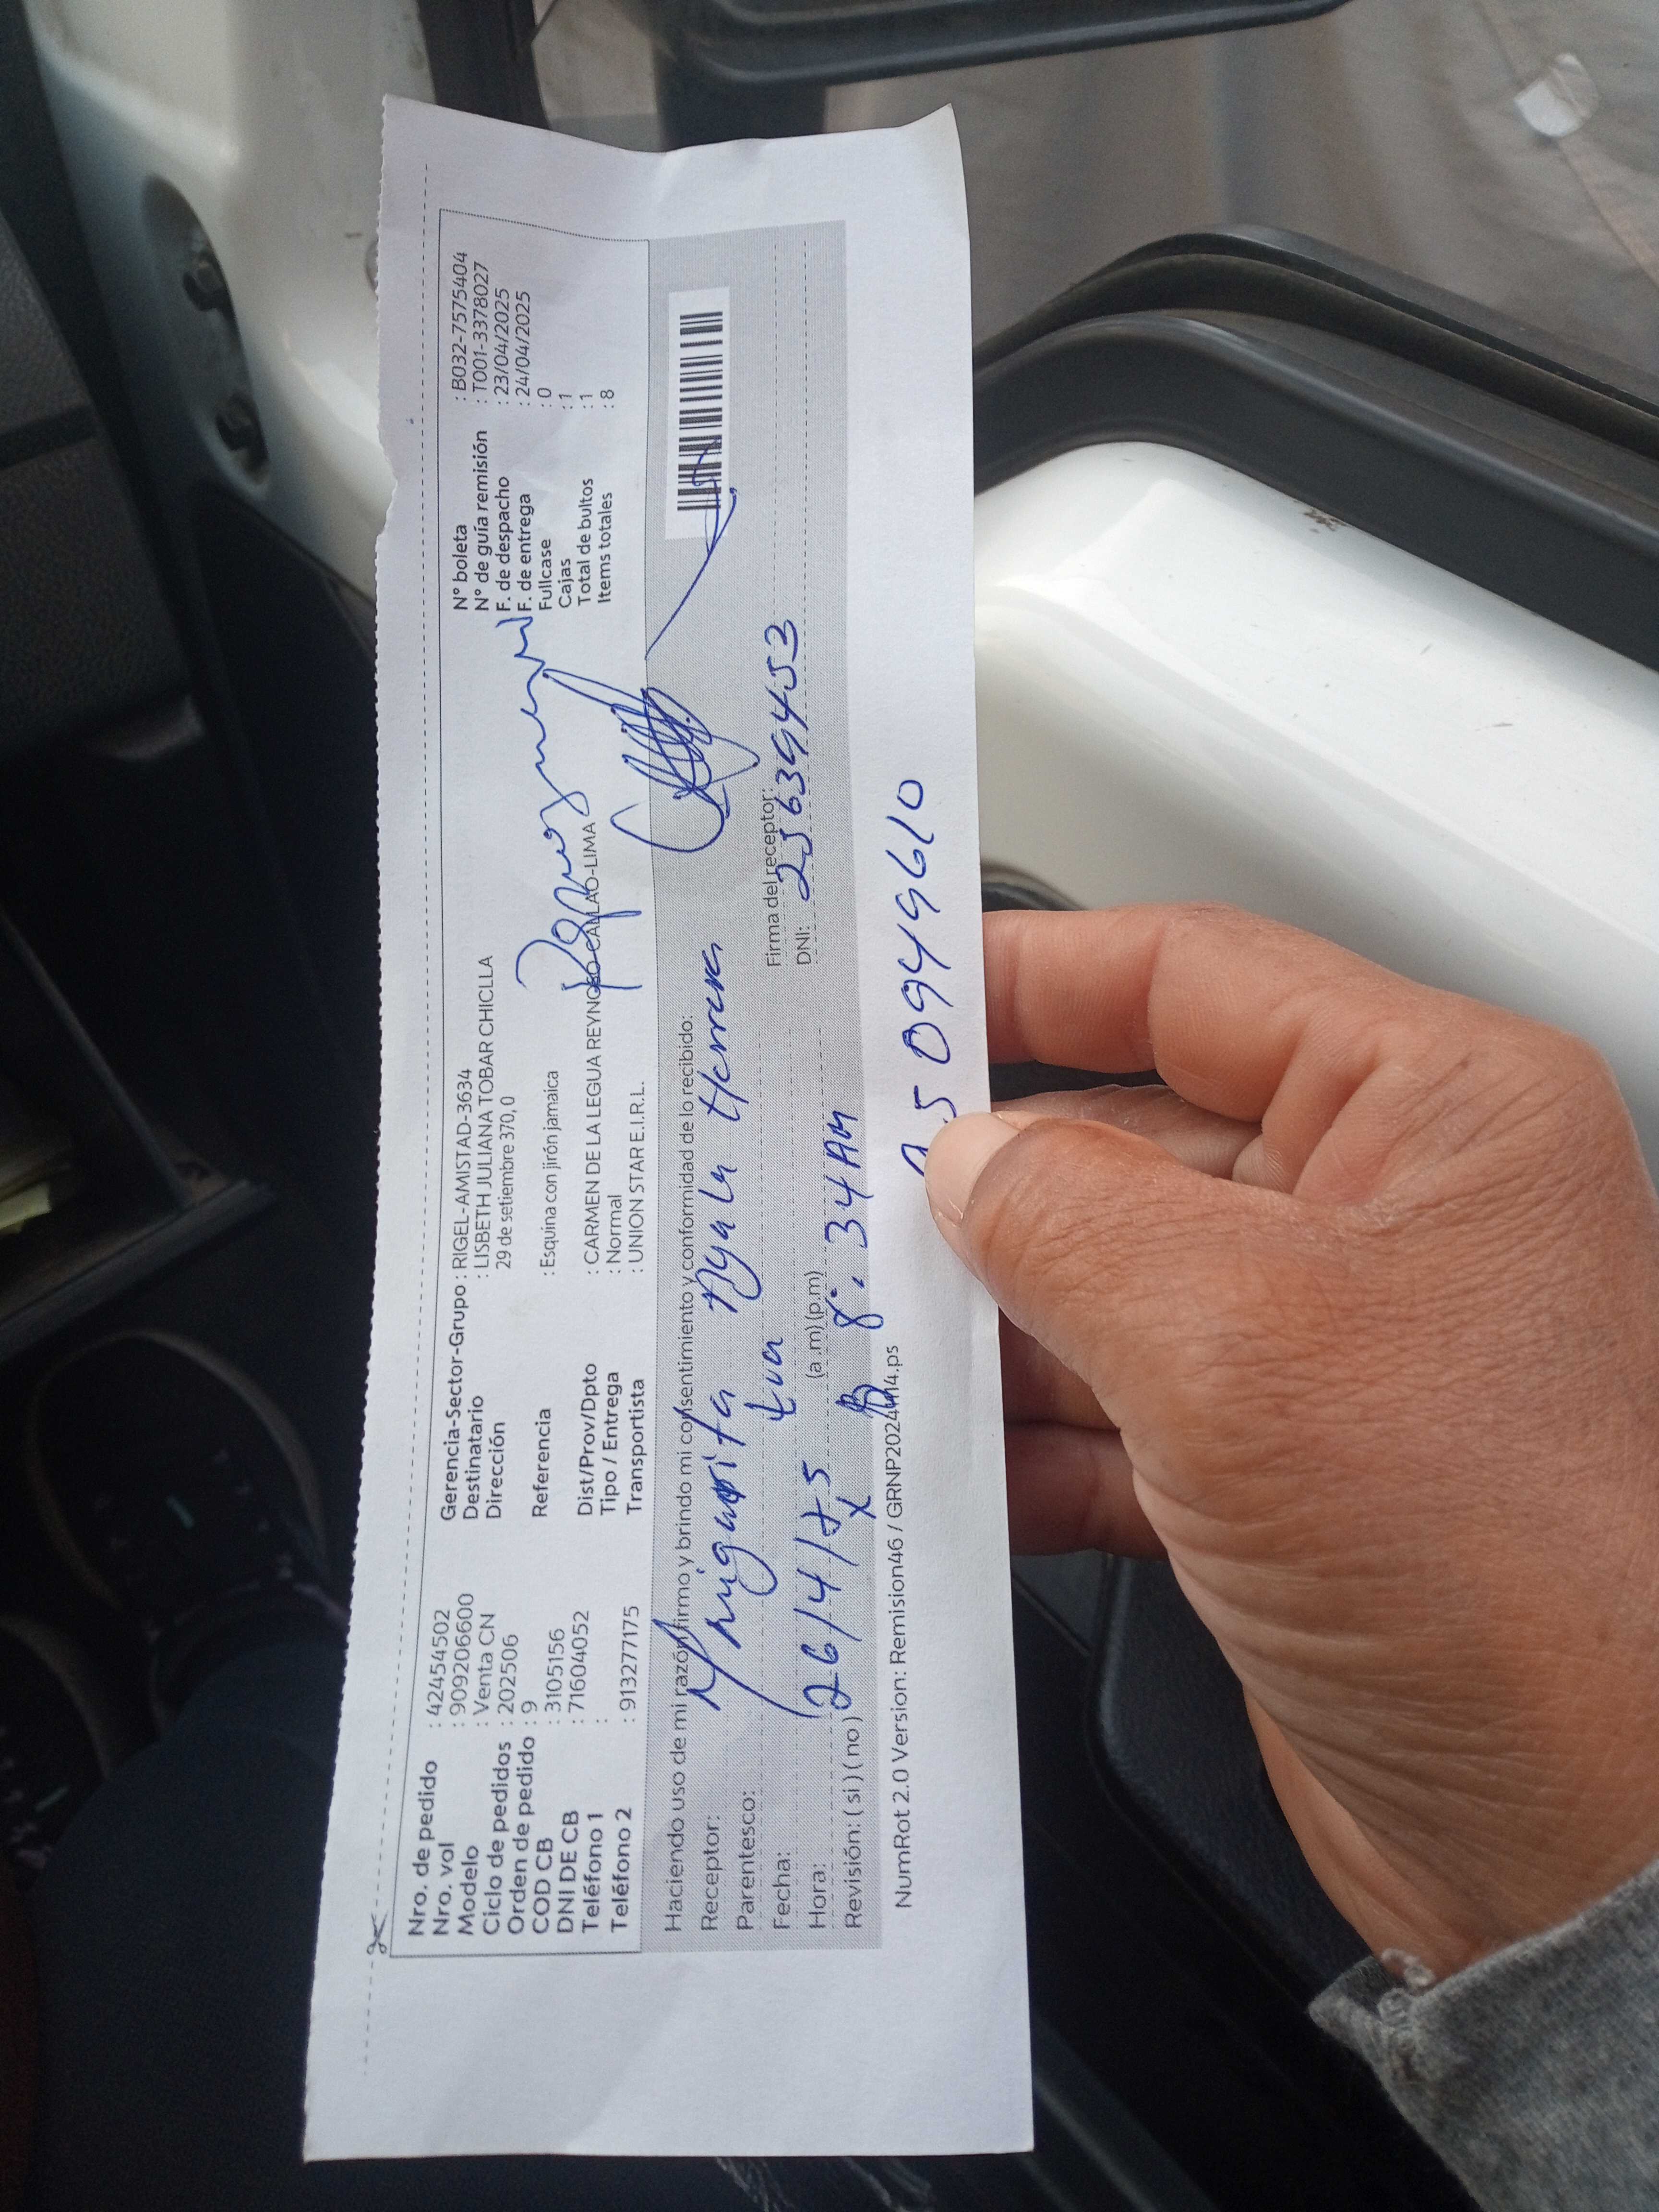 Nro. de pedido : 42454502
Nro. vol : 909206600
Modelo : Venta CN
Ciclo de pedidos : 202506
Orden de pedido : 9
COD CB : 3105156
DNI DE CB : 71604052
Teléfono 1 :
Teléfono 2 : 913277175
Gerencia-Sector-Grupo : RIGEL-AMISTAD-3634
Destinatario : LISBETH JULIANA TOBAR CHICLLA
Dirección 29 de setiembre 370, 0
Referencia : Esquina con jirón jamaica
Dist/Prov/Dpto : CARMEN DE LA LEGUA REYNOSO-CALLAO-LIMA
Tipo / Entrega : Normal
Transportista : UNION STAR E.I.R.L.
N° boleta : B032-7575404
N° de guía remisión : T001-3378027
F. de despacho : 23/04/2025
F. de entrega : 24/04/2025
Fullcase : 0
Cajas : 1
Total de bultos : 1
Items totales : 8
Haciendo uso de mi razón firmo y brindo mi consentimiento y conformidad de lo recibido:
Receptor: Margarita Ayala Herrera
Parentesco:
Fecha: 26/4/25
Hora: (a.m) (p.m) 8:34 AM
Revisión: ( si ) ( no ) X
Firma del receptor:
DNI: 25639453
NumRot 2.0 Version: Remision46 / 
50949610